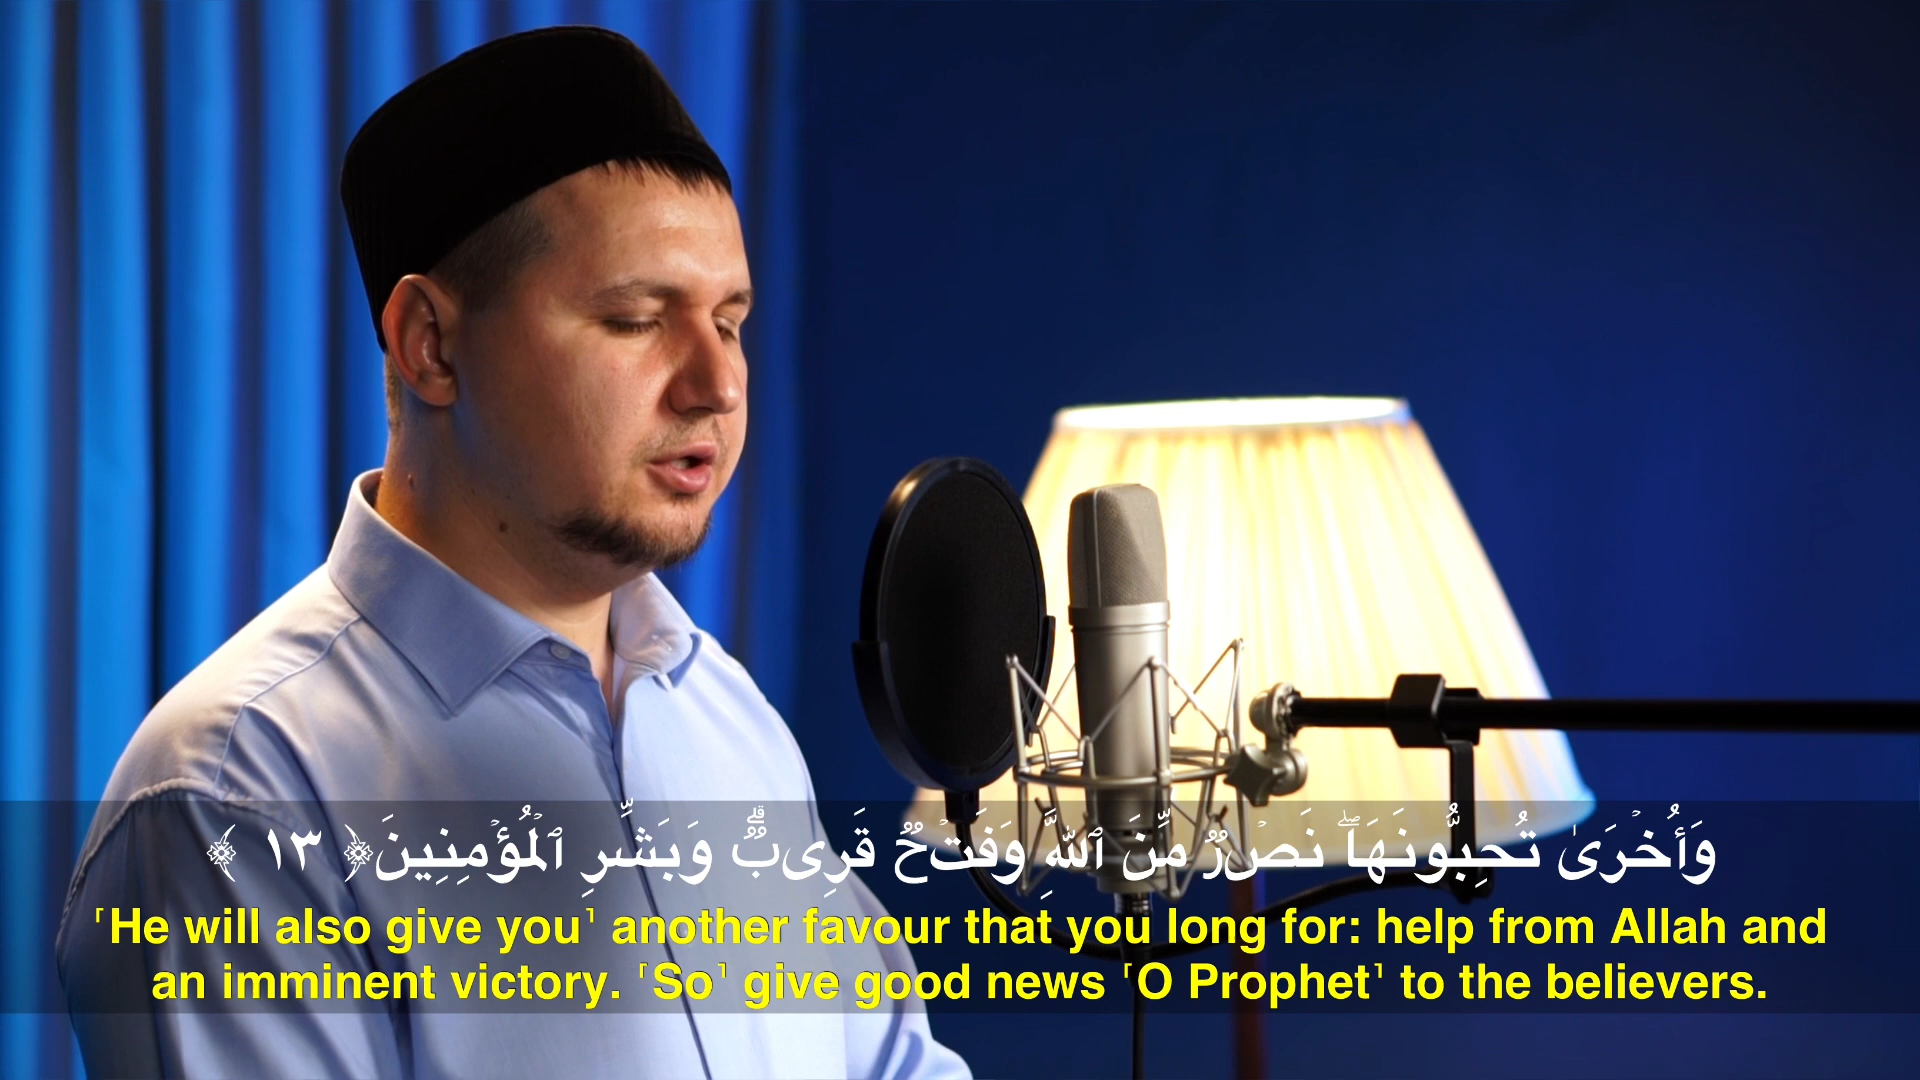 وَأُخۡرَىٰ تُحِبُّونَهَاۖ نَصۡرٞ مِّنَ ٱللَّهِ وَفَتۡحٞ قَرِيبٞۗ وَبَشِّرِ ٱلۡمُؤۡمِنِينَ ﴿١٣﴾
⸢He will also give you⸣ another favour that you long for: help from Allah and
an imminent victory. ⸢So⸣ give good news ⸢O Prophet⸣ to the believers.